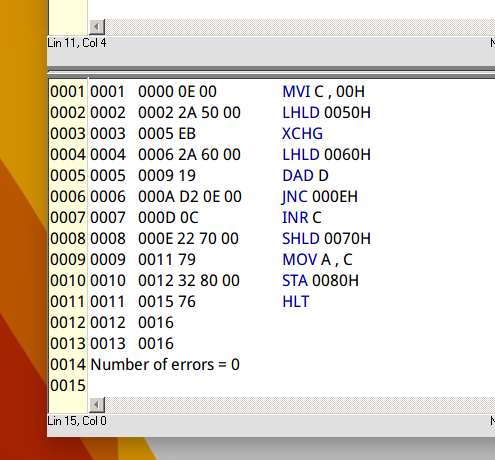 Lin 11, Col 4
0001 0001 0000 0E 00 MVI C , 00H
0002 0002 0002 2A 50 00 LHLD 0050H
0003 0003 0005 EB XCHG
0004 0004 0006 2A 60 00 LHLD 0060H
0005 0005 0009 19 DAD D
0006 0006 000A D2 0E 00 JNC 000EH
0007 0007 000D 0C INR C
0008 0008 000E 22 70 00 SHLD 0070H
0009 0009 0011 79 MOV A , C
0010 0010 0012 32 80 00 STA 0080H
0011 0011 0015 76 HLT
0012 0012 0016
0013 0013 0016
0014 Number of errors = 0
0015
Lin 15, Col 0